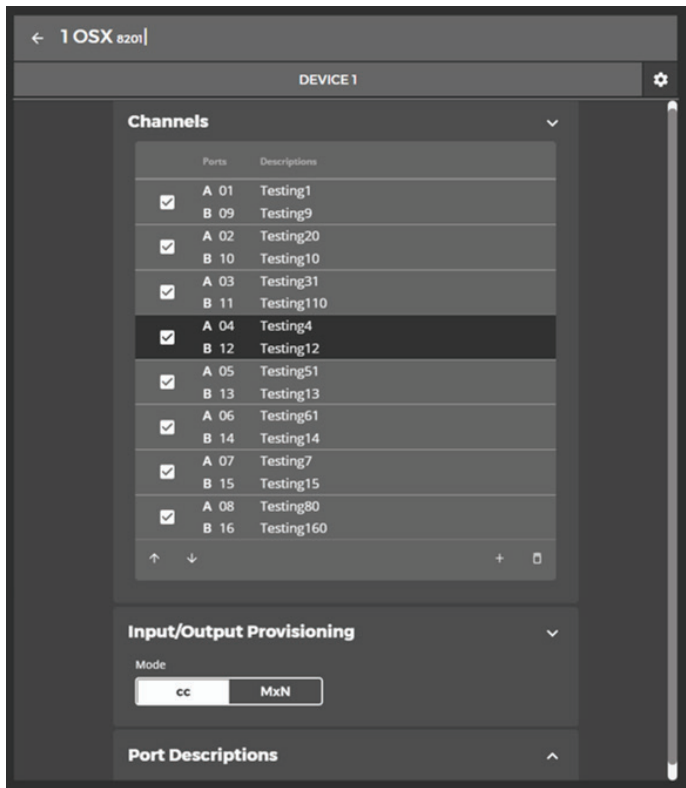 1 OSX 8201
DEVICE 1
Channels
Ports Descriptions
A 01 Testing1
B 09 Testing9
A 02 Testing20
B 10 Testing10
A 03 Testing31
B 11 Testing110
A 04 Testing4
B 12 Testing12
A 05 Testing51
B 13 Testing13
A 06 Testing61
B 14 Testing14
A 07 Testing7
B 15 Testing15
A 08 Testing80
B 16 Testing160
Input/Output Provisioning
Mode
cc MxN
Port Descriptions